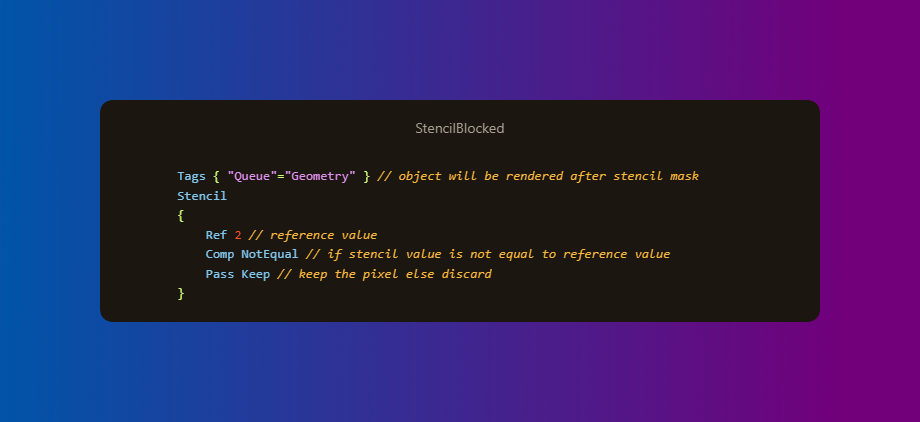 StencilBlocked
Tags { "Queue"="Geometry" } // object will be rendered after stencil mask
Stencil
{
    Ref 2 // reference value
    Comp NotEqual // if stencil value is not equal to reference value
    Pass Keep // keep the pixel else discard
}